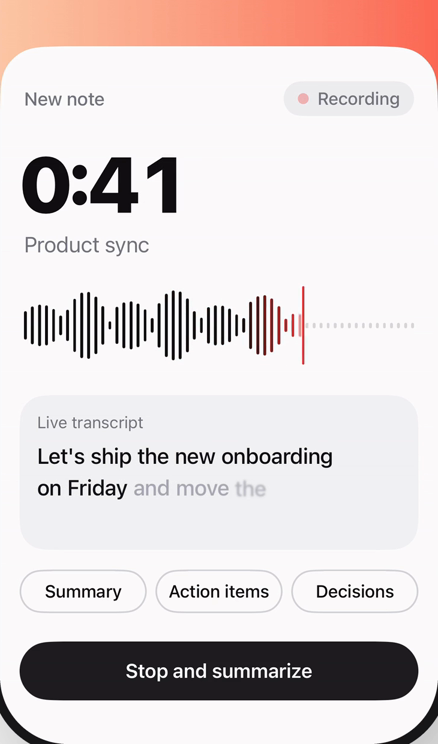 New note
Recording
0:41
Product sync
Live transcript
Let's ship the new onboarding
on Friday and move the
Summary
Action items
Decisions
Stop and summarize